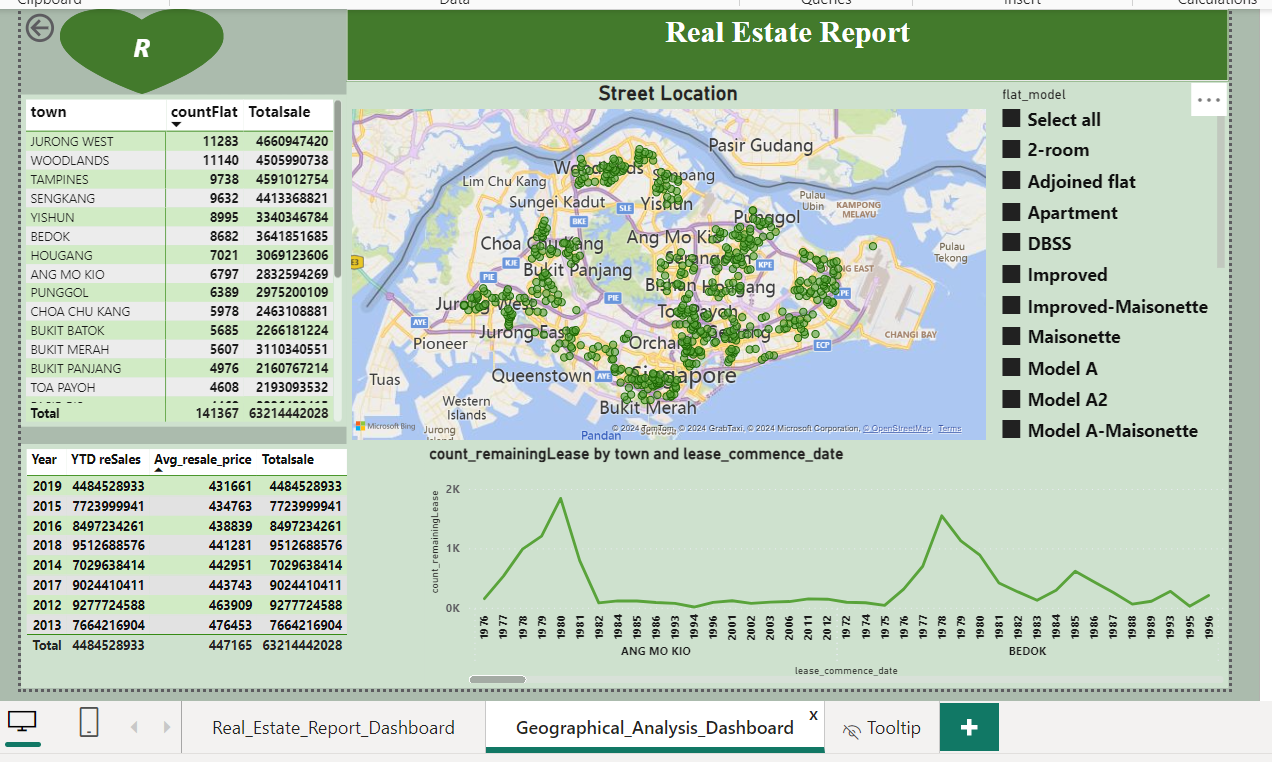 Clipboard
Data
Queries
Insert
Calculations
R
Real Estate Report
town countFlat Totalsale
JURONG WEST 11283 4660947420
WOODLANDS 11140 4505990738
TAMPINES 9738 4591012754
SENGKANG 9632 4413368821
YISHUN 8995 3340346784
BEDOK 8682 3641851685
HOUGANG 7021 3069123606
ANG MO KIO 6797 2832594269
PUNGGOL 6389 2975200109
CHOA CHU KANG 5978 2463108881
BUKIT BATOK 5685 2266181224
BUKIT MERAH 5607 3110340551
BUKIT PANJANG 4976 2160767214
TOA PAYOH 4608 2193093532
Total 141367 63214442028
Year YTD reSales Avg_resale_price Totalsale
2019 4484528933 431661 4484528933
2015 7723999941 434763 7723999941
2016 8497234261 438839 8497234261
2018 9512688576 441281 9512688576
2014 7029638414 442951 7029638414
2017 9024410411 443743 9024410411
2012 9277724588 463909 9277724588
2013 7664216904 476453 7664216904
Total 4484528933 447165 63214442028
Street Location
Pasir Gudang
Lim Chu Kang
Sungei Kadut
SLE
Yishun
Pulau
Ubin
KAMPONG
MELAYU
BKE
Punggol
Choa Chu Kang
Ang Mo Kio
Pulau
Tekong
E3
KJE
KPE
PIE
Bukit Panjang
Bishan
Hougang
PIE
AYE
Pioneer
Jurong East
Toa Payoh
CHANGI BAY
ECP
Tuas
Queenstown
AYE
Singapore
Western
Islands
Bukit Merah
Microsoft Bing
Jurong
Pandan
© 2024 TomTom, © 2024 GrabTaxi, © 2024 Microsoft Corporation, © OpenStreetMap Terms
flat_model
Select all
2-room
Adjoined flat
Apartment
DBSS
Improved
Improved-Maisonette
Maisonette
Model A
Model A2
Model A-Maisonette
count_remainingLease by town and lease_commence_date
count_remainingLease
2K
1K
0K
1976 1977 1978 1979 1980 1981 1982 1984 1985 1986 1993 1994 1996 2001 2002 2003 2006 2011 2012 1972 1974 1975 1976 1977 1978 1979 1980 1981 1982 1983 1984 1985 1986 1987 1988 1989 1993 1995 1996
ANG MO KIO BEDOK
lease_commence_date
Real_Estate_Report_Dashboard
Geographical_Analysis_Dashboard
x
Tooltip
+